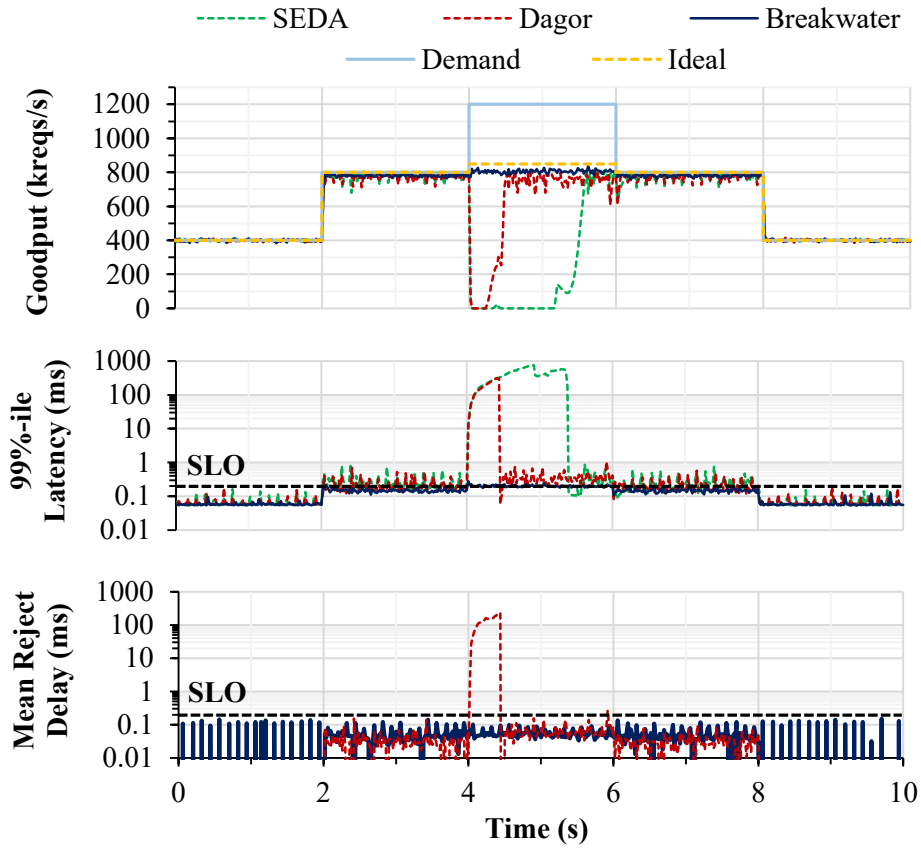 SEDA Dagor Breakwater
Demand Ideal
Goodput (kreqs/s)
1200
1000
800
600
400
200
0
99%-ile
Latency (ms)
1000
100
10
1
0.1
0.01
SLO
Mean Reject
Delay (ms)
1000
100
10
1
0.1
0.01
SLO
0 2 4 6 8 10
Time (s)